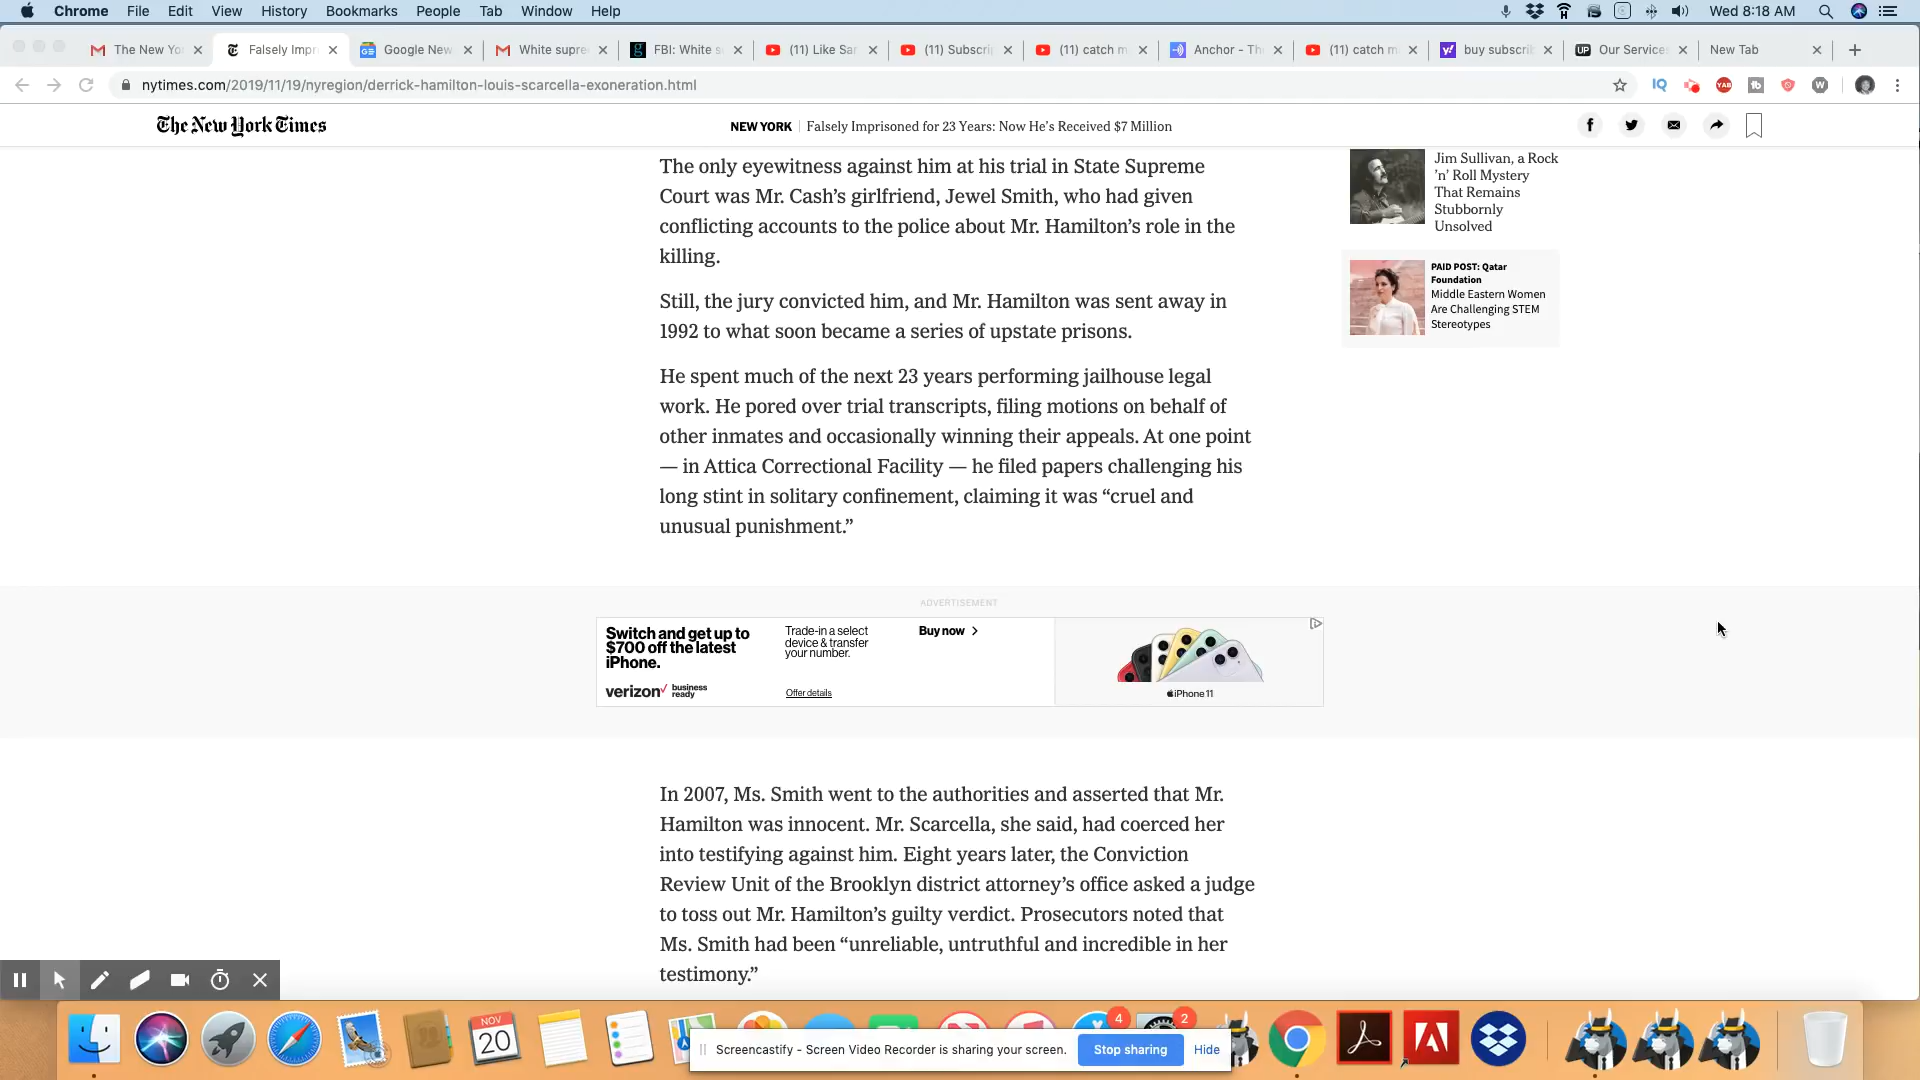 Chrome File Edit View History Bookmarks People Tab Window Help Wed 8:18 AM
The New Yo Falsely Impr Google New White supre FBI: White s (11) Like Sa (11) Subscri (11) catch m Anchor - Th (11) catch m buy subscrib Our Service New Tab
nytimes.com/2019/11/19/nyregion/derrick-hamilton-louis-scarcella-exoneration.html
The New York Times NEW YORK Falsely Imprisoned for 23 Years: Now He's Received $7 Million
The only eyewitness against him at his trial in State Supreme
Court was Mr. Cash's girlfriend, Jewel Smith, who had given
conflicting accounts to the police about Mr. Hamilton's role in the
killing.
Still, the jury convicted him, and Mr. Hamilton was sent away in
1992 to what soon became a series of upstate prisons.
He spent much of the next 23 years performing jailhouse legal
work. He pored over trial transcripts, filing motions on behalf of
other inmates and occasionally winning their appeals. At one point
— in Attica Correctional Facility — he filed papers challenging his
long stint in solitary confinement, claiming it was “cruel and
unusual punishment.”
Jim Sullivan, a Rock
'n' Roll Mystery
That Remains
Stubbornly
Unsolved
PAID POST: Qatar
Foundation
Middle Eastern Women
Are Challenging STEM
Stereotypes
ADVERTISEMENT
Switch and get up to
$700 off the latest
iPhone.
verizon business
ready
Trade-in a select
device & transfer
your number.
Offer details
Buy now
iPhone 11
In 2007, Ms. Smith went to the authorities and asserted that Mr.
Hamilton was innocent. Mr. Scarcella, she said, had coerced her
into testifying against him. Eight years later, the Conviction
Review Unit of the Brooklyn district attorney's office asked a judge
to toss out Mr. Hamilton's guilty verdict. Prosecutors noted that
Ms. Smith had been “unreliable, untruthful and incredible in her
testimony.”
NOV
20
4
2
Screencastify - Screen Video Recorder is sharing your screen. Stop sharing Hide